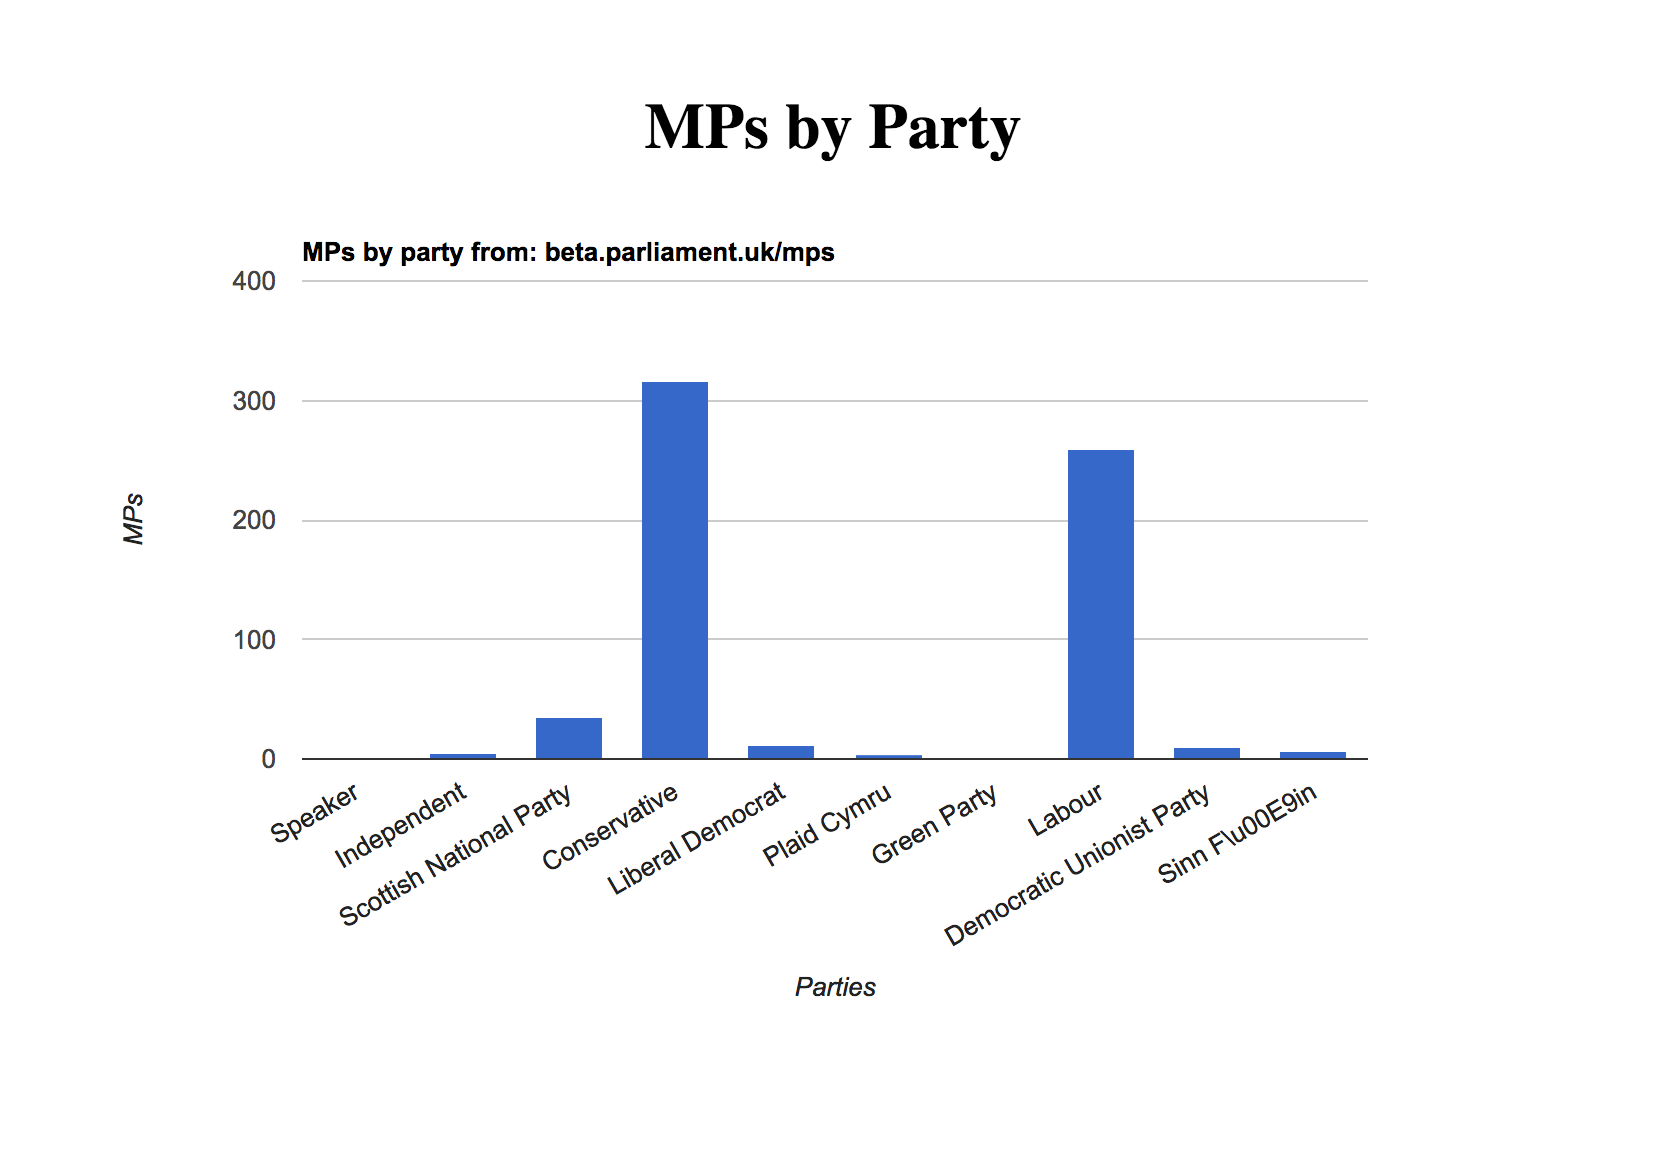 MPs by Party
MPs by party from: beta.parliament.uk/mps
400
300
200
100
0
MPs
Speaker
Independent
Scottish National Party
Conservative
Liberal Democrat
Plaid Cymru
Green Party
Labour
Democratic Unionist Party
Sinn F\u00E9in
Parties